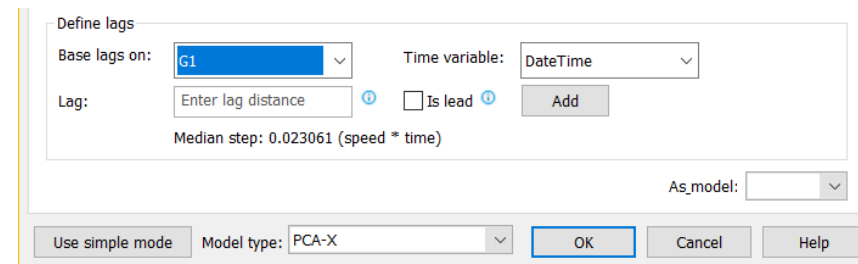 Define lags
Base lags on: G1 Time variable: DateTime
Lag: Enter lag distance Is lead Add
Median step: 0.023061 (speed * time)
As_model:
Use simple mode Model type: PCA-X OK Cancel Help